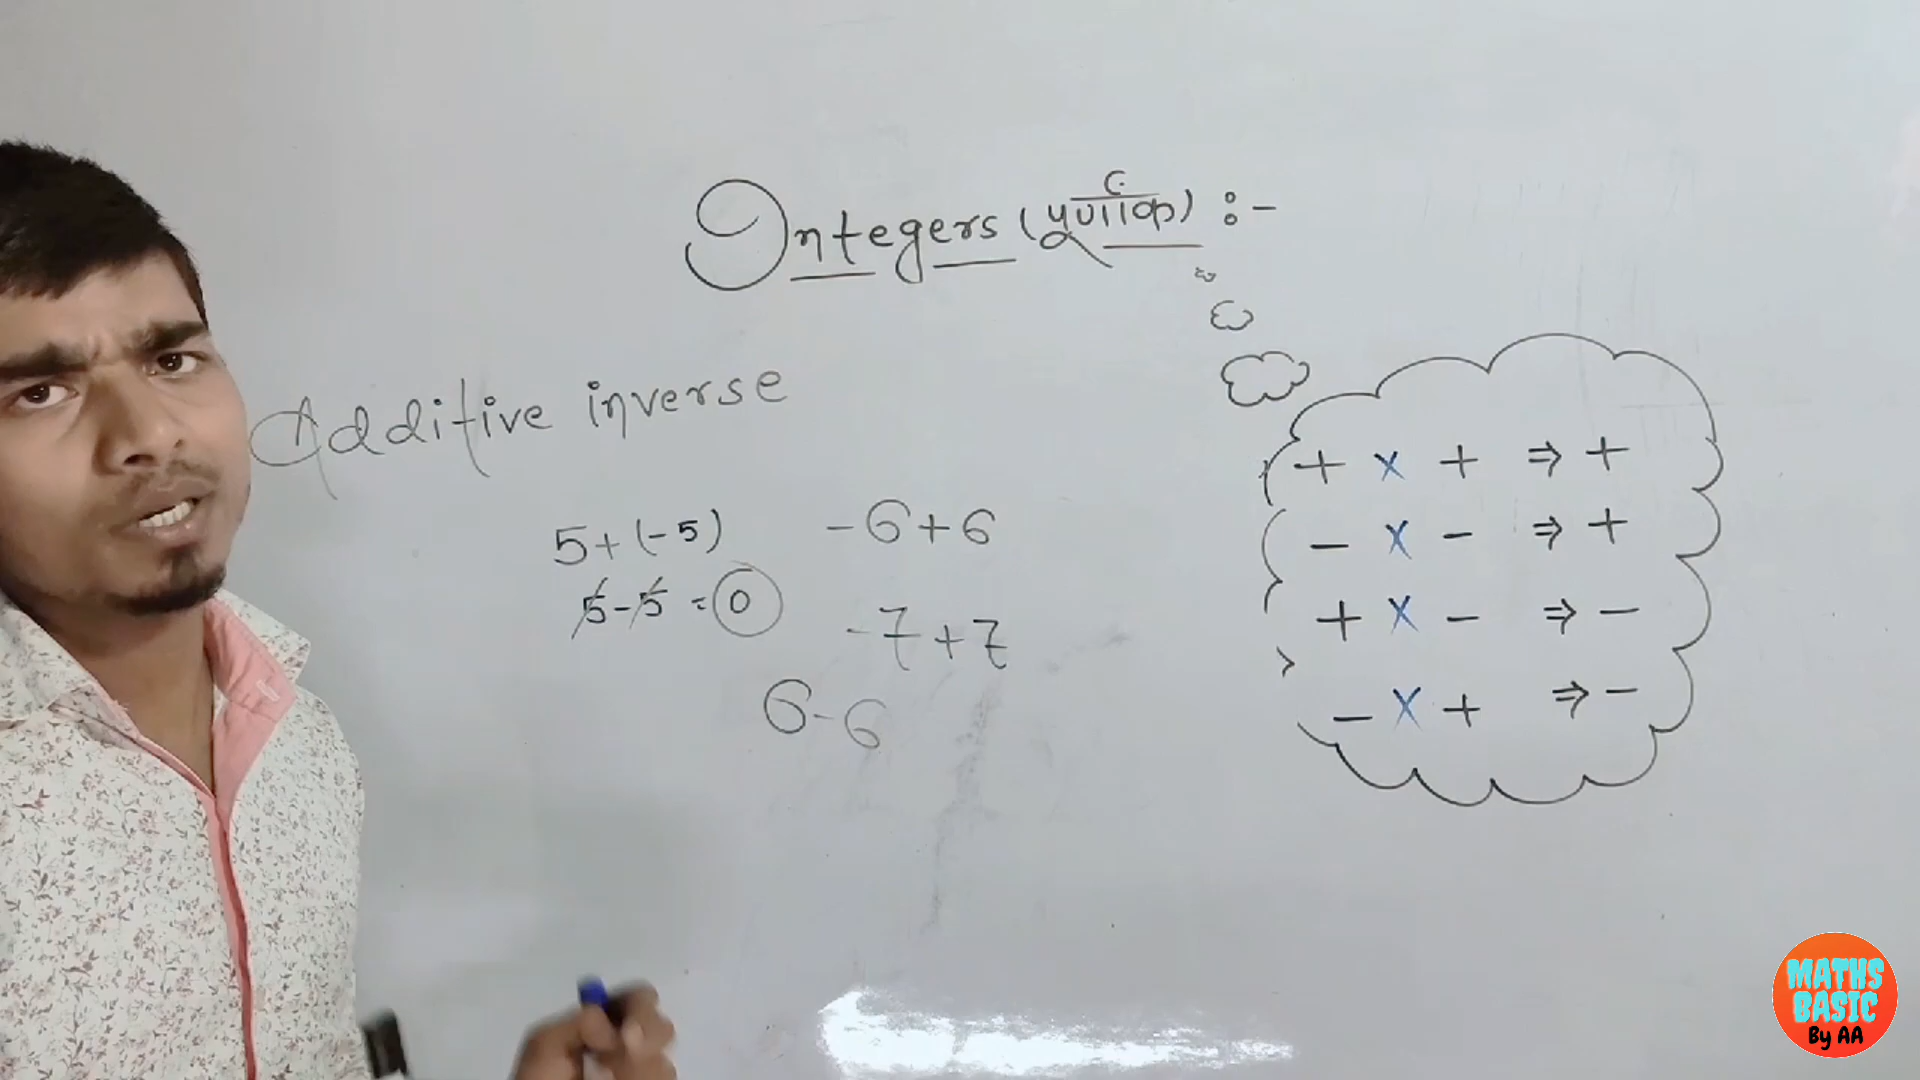 Integers (पूर्णांक) :-
Additive inverse
5+(-5)
5-5 = 0
-6+6
-7+7
6-6
+ x + ⇒ +
- x - ⇒ +
+ x - ⇒ -
- x + ⇒ -
MATHS
BASIC
By AA